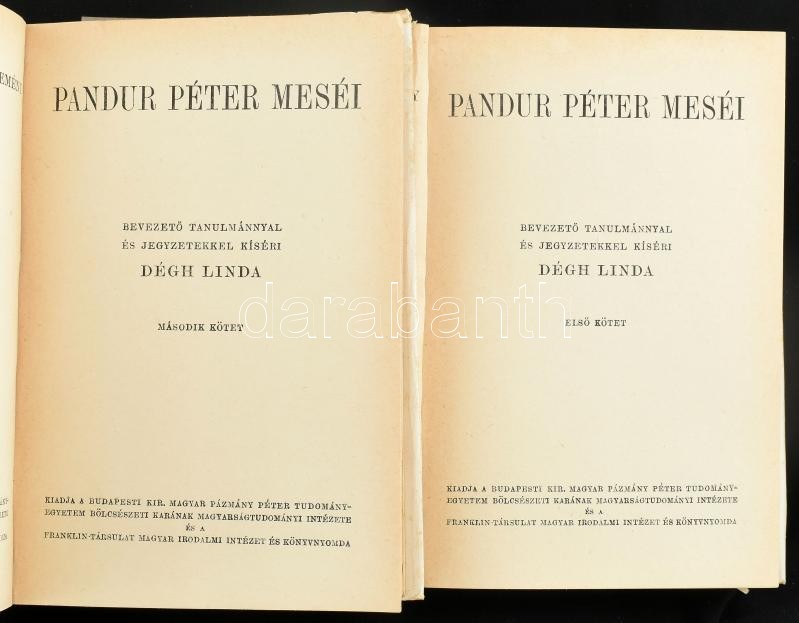 EMÉNY
PANDUR PÉTER MESÉI
BEVEZETŐ TANULMÁNNYAL
ÉS JEGYZETEKKEL KÍSÉRI
DÉGH LINDA
MÁSODIK KÖTET
KIADJA A BUDAPESTI KIR. MAGYAR PÁZMÁNY PÉTER TUDOMÁNY-
EGYETEM BÖLCSÉSZETI KARÁNAK MAGYARSÁGTUDOMÁNYI INTÉZETE
ÉS A
FRANKLIN-TÁRSULAT MAGYAR IRODALMI INTÉZET ÉS KÖNYVNYOMDA
PANDUR PÉTER MESÉI
BEVEZETŐ TANULMÁNNYAL
ÉS JEGYZETEKKEL KÍSÉRI
DÉGH LINDA
ELSŐ KÖTET
KIADJA A BUDAPESTI KIR. MAGYAR PÁZMÁNY PÉTER TUDOMÁNY-
EGYETEM BÖLCSÉSZETI KARÁNAK MAGYARSÁGTUDOMÁNYI INTÉZETE
ÉS A
FRANKLIN-TÁRSULAT MAGYAR IRODALMI INTÉZET ÉS KÖNYVNYOMDA
darabanth